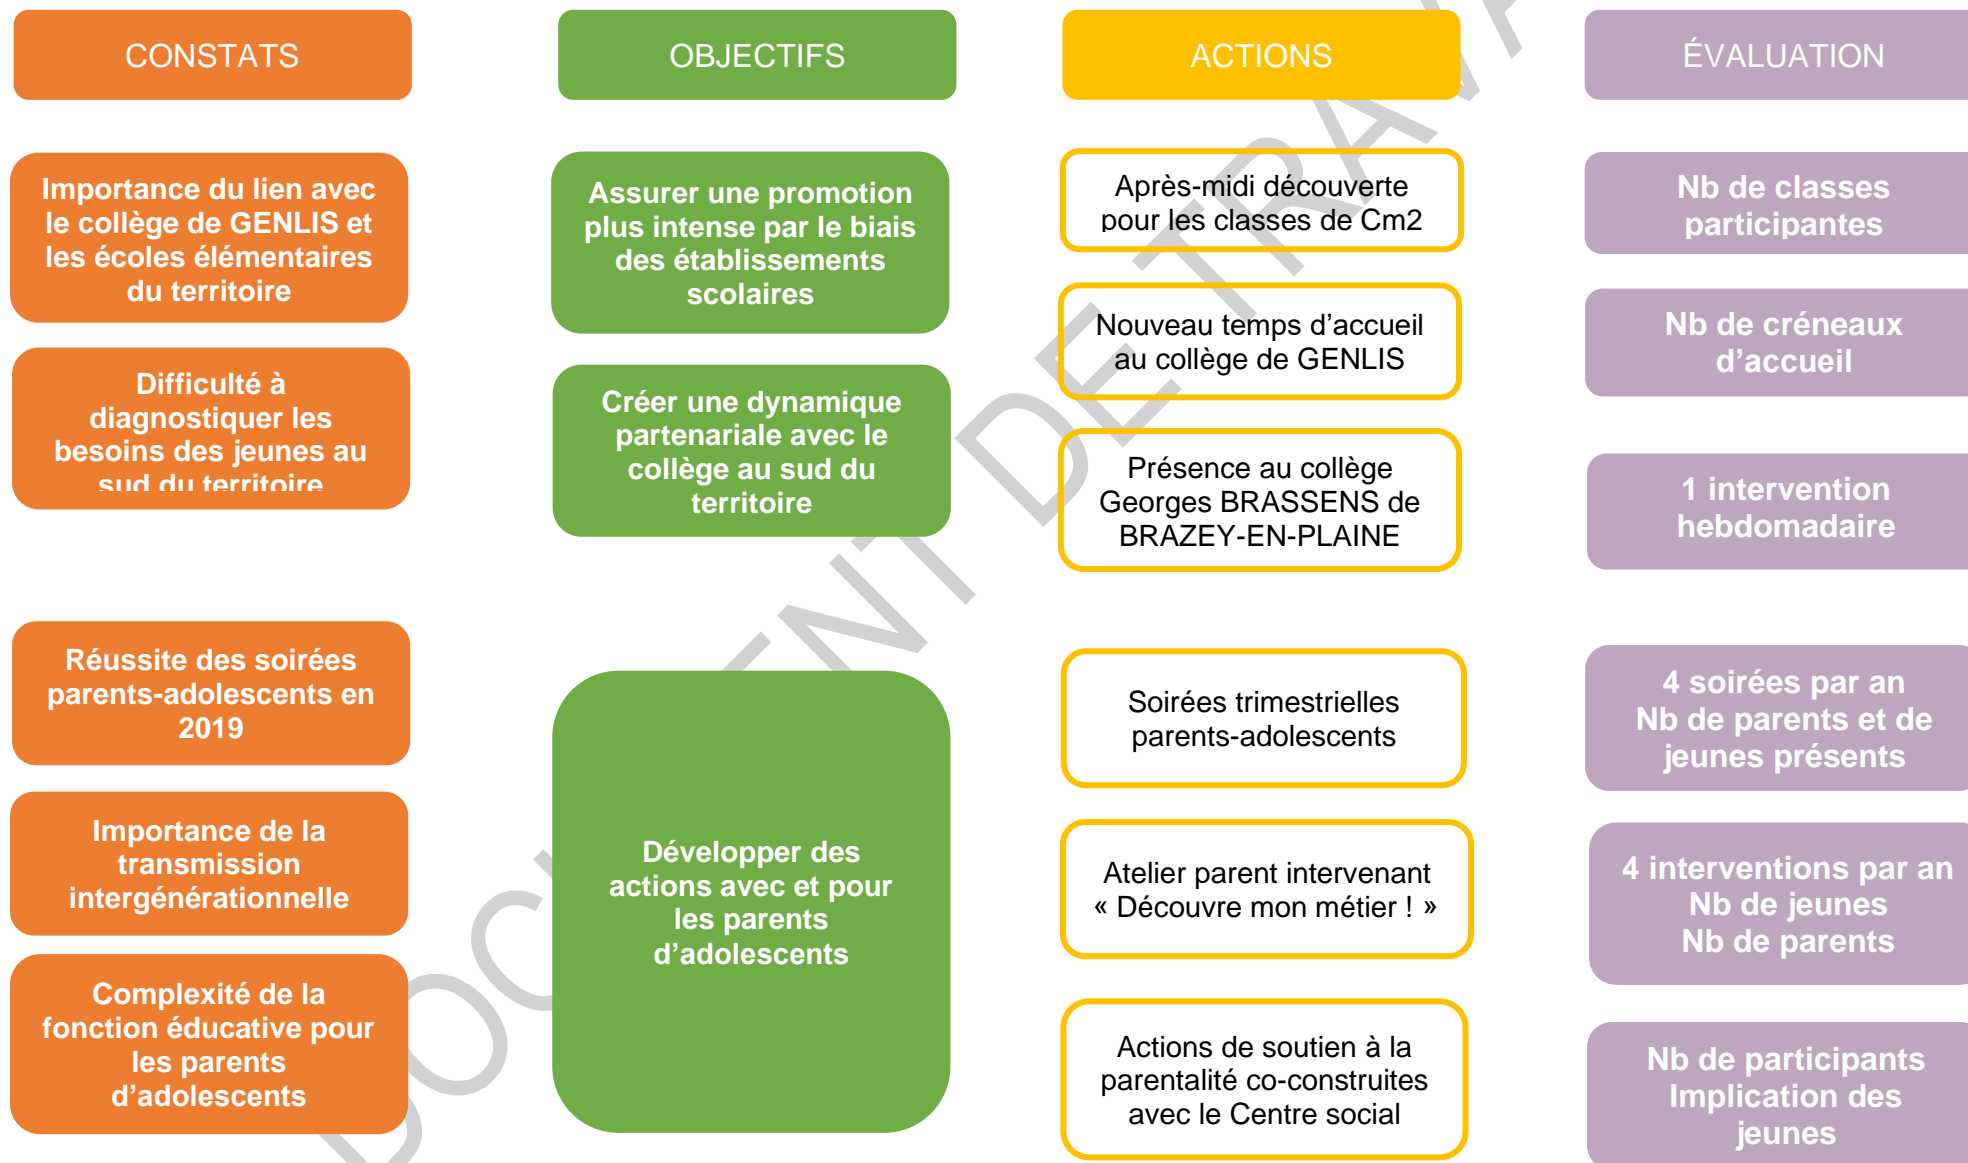 CONSTATS
OBJECTIFS
ACTIONS
ÉVALUATION
Importance du lien avec
le collège de GENLIS et
les écoles élémentaires
du territoire
Assurer une promotion
plus intense par le biais
des établissements
scolaires
Après-midi découverte
pour les classes de Cm2
Nb de classes
participantes
Nouveau temps d’accueil
au collège de GENLIS
Nb de créneaux
d’accueil
Difficulté à
diagnostiquer les
besoins des jeunes au
sud du territoire
Créer une dynamique
partenariale avec le
collège au sud du
territoire
Présence au collège
Georges BRASSENS de
BRAZEY-EN-PLAINE
1 intervention
hebdomadaire
Réussite des soirées
parents-adolescents en
2019
Importance de la
transmission
intergénérationnelle
Complexité de la
fonction éducative pour
les parents
d’adolescents
Développer des
actions avec et pour
les parents
d’adolescents
Soirées trimestrielles
parents-adolescents
4 soirées par an
Nb de parents et de
jeunes présents
Atelier parent intervenant
« Découvre mon métier ! »
4 interventions par an
Nb de jeunes
Nb de parents
Actions de soutien à la
parentalité co-construites
avec le Centre social
Nb de participants
Implication des
jeunes